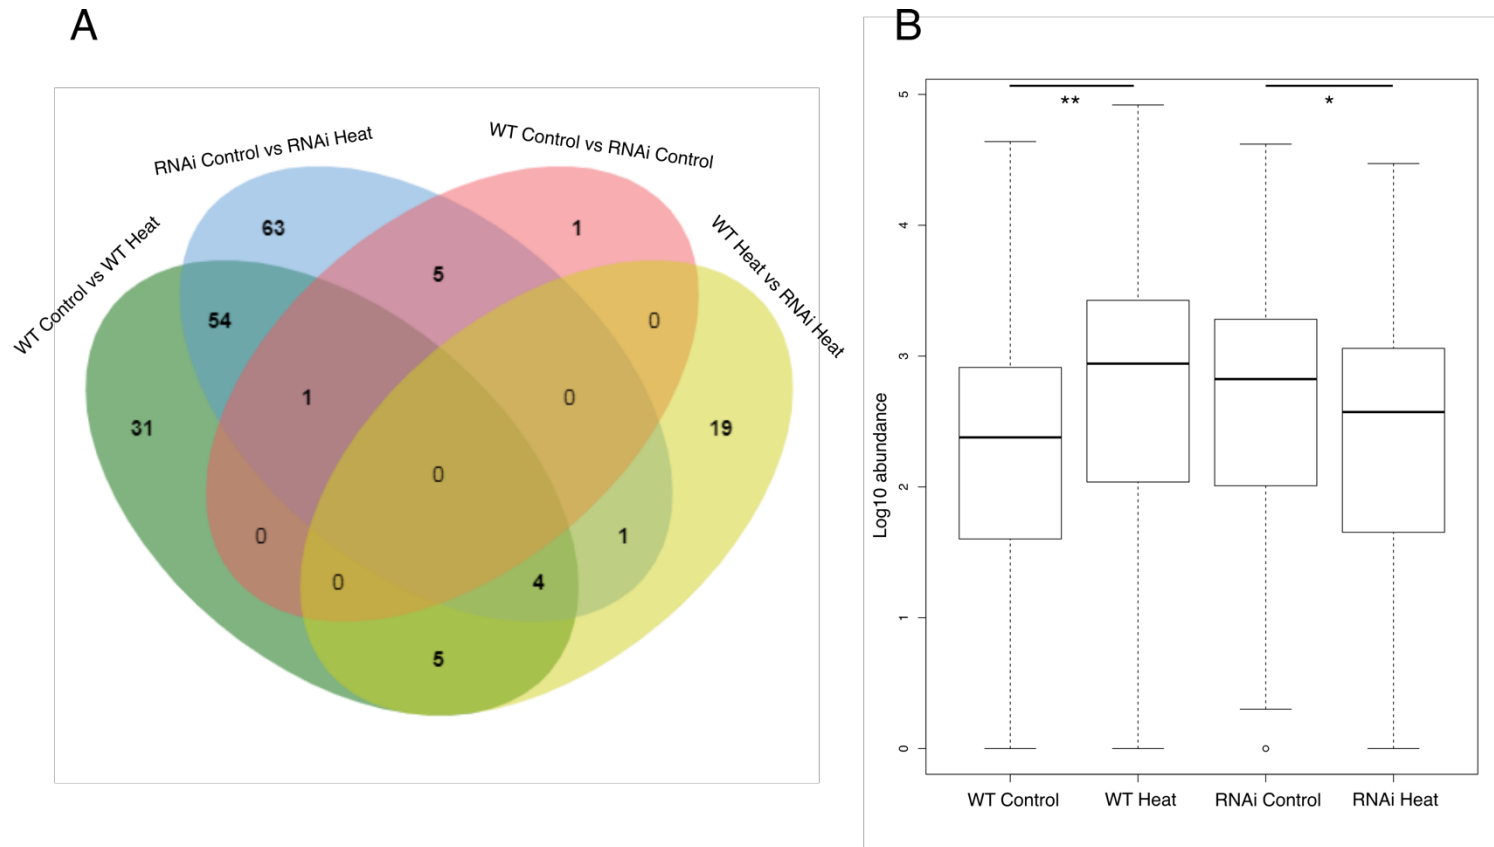 A
B
RNAi Control vs RNAi Heat
WT Control vs RNAi Control
WT Control vs WT Heat
WT Heat vs RNAi Heat
63
1
5
54
0
1
0
31
19
0
0
1
0
4
5
Log10 abundance
5
4
3
2
1
0
**
*
WT Control
WT Heat
RNAi Control
RNAi Heat